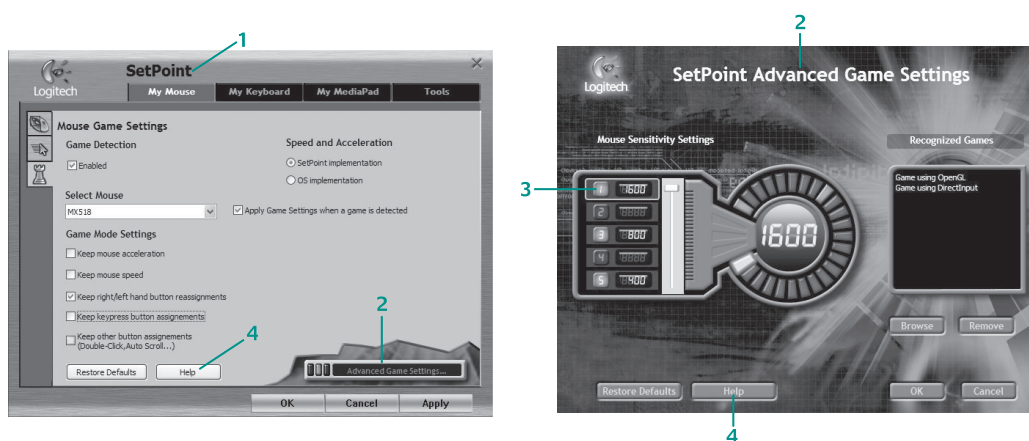 1
SetPoint
Logitech
My Mouse
My Keyboard
My MediaPad
Tools
Mouse Game Settings
Game Detection
Enabled
Speed and Acceleration
SetPoint implementation
OS implementation
Select Mouse
MX518
Apply Game Settings when a game is detected
Game Mode Settings
Keep mouse acceleration
Keep mouse speed
Keep right/left hand button reassignments
Keep keypress button assignements
Keep other button assignements
(Double-Click,Auto Scroll...)
4
2
Restore Defaults
Help
Advanced Game Settings...
OK
Cancel
Apply
2
Logitech
SetPoint Advanced Game Settings
Mouse Sensitivity Settings
Recognized Games
3
1 1600
2
3 800
4
5 400
1600
Game using OpenGL
Game using DirectInput
Browse
Remove
Restore Defaults
Help
OK
Cancel
4